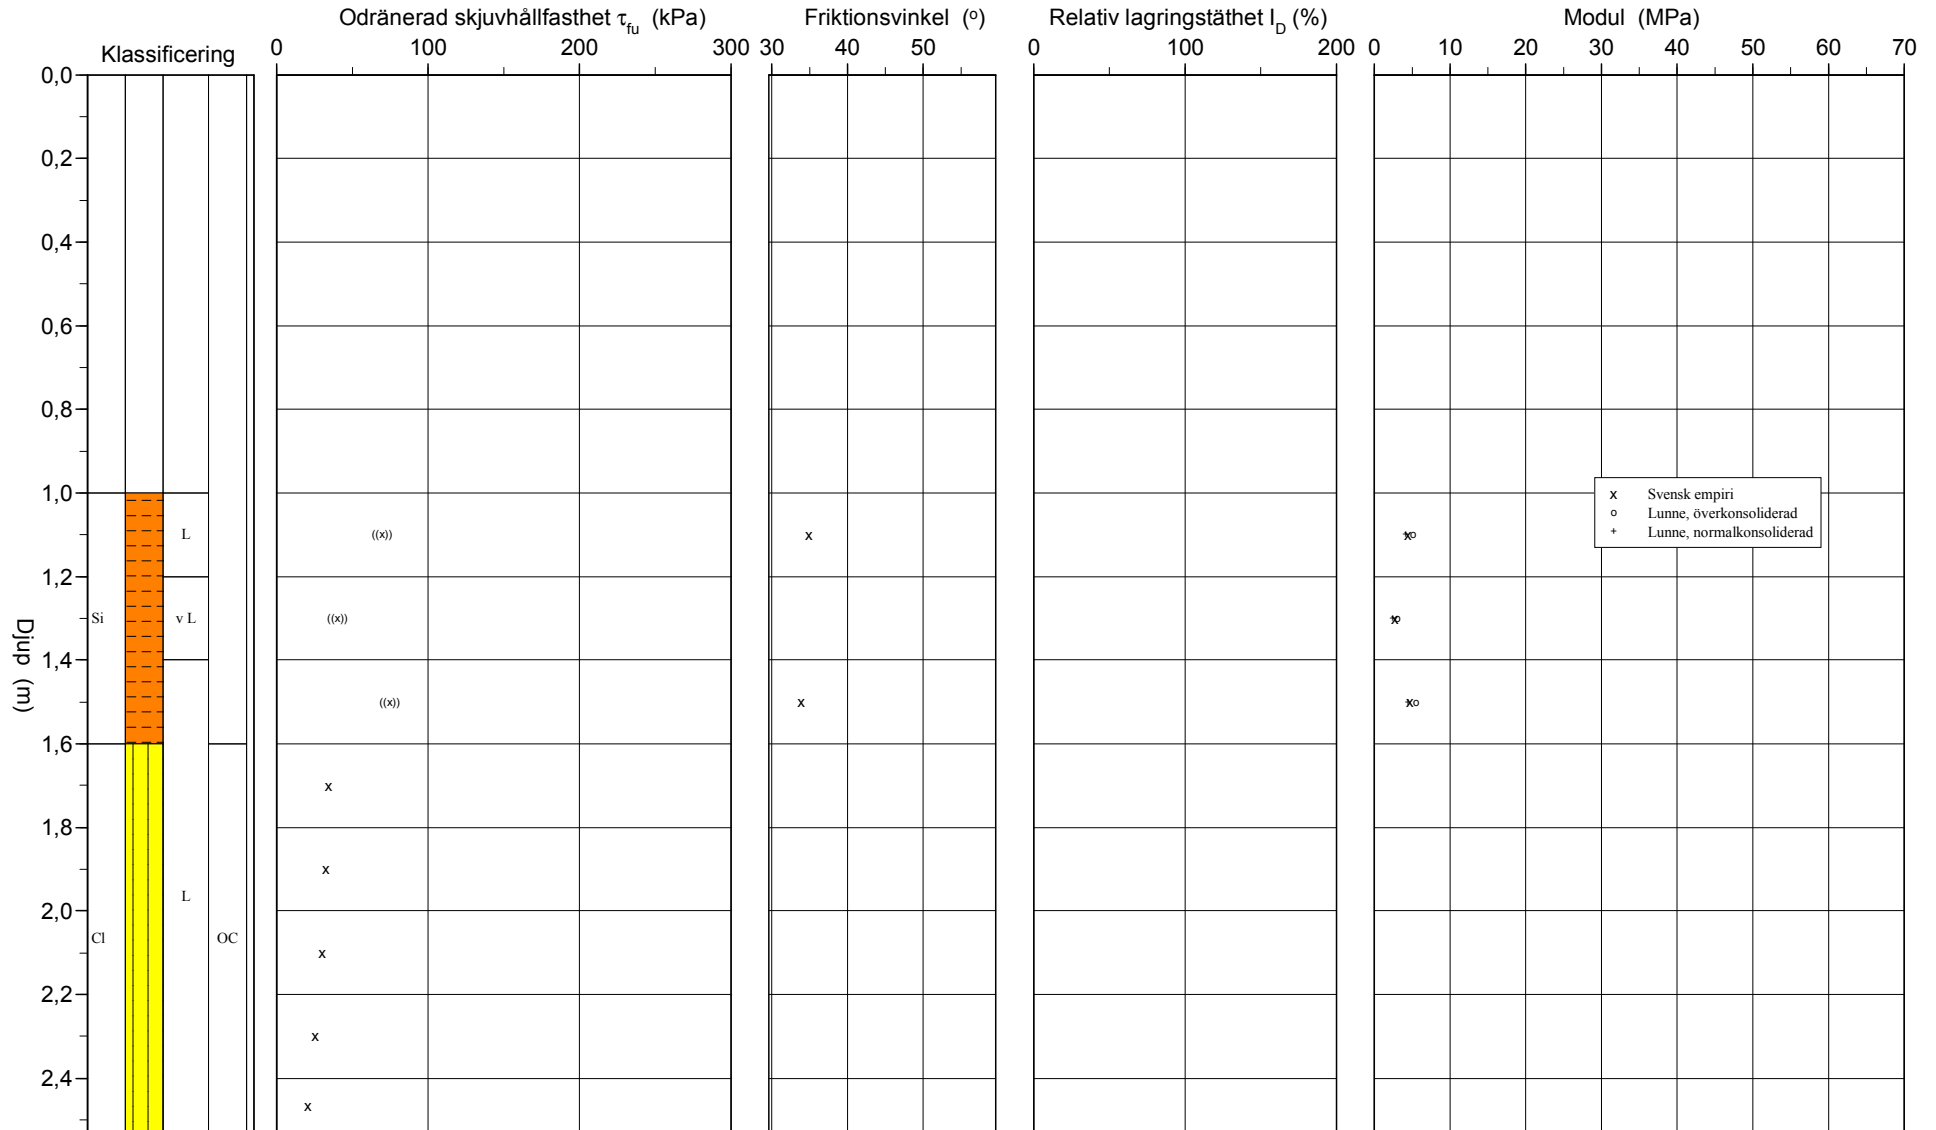 Odränerad skjuvhållfasthet τfu (kPa)
Friktionsvinkel (o)
Relativ lagringstäthet ID (%)
Modul (MPa)
Klassificering
0 100 200 300
30 40 50
0 100 200
0 10 20 30 40 50 60 70
0,0
0,2
0,4
0,6
0,8
1,0
1,2
1,4
1,6
1,8
2,0
2,2
2,4
Djup (m)
Si
Cl
L
v L
L
OC
((x))
((x))
((x))
x
x
x
x
x
x
x
x Svensk empiri
o Lunne, överkonsoliderad
+ Lunne, normalkonsoliderad